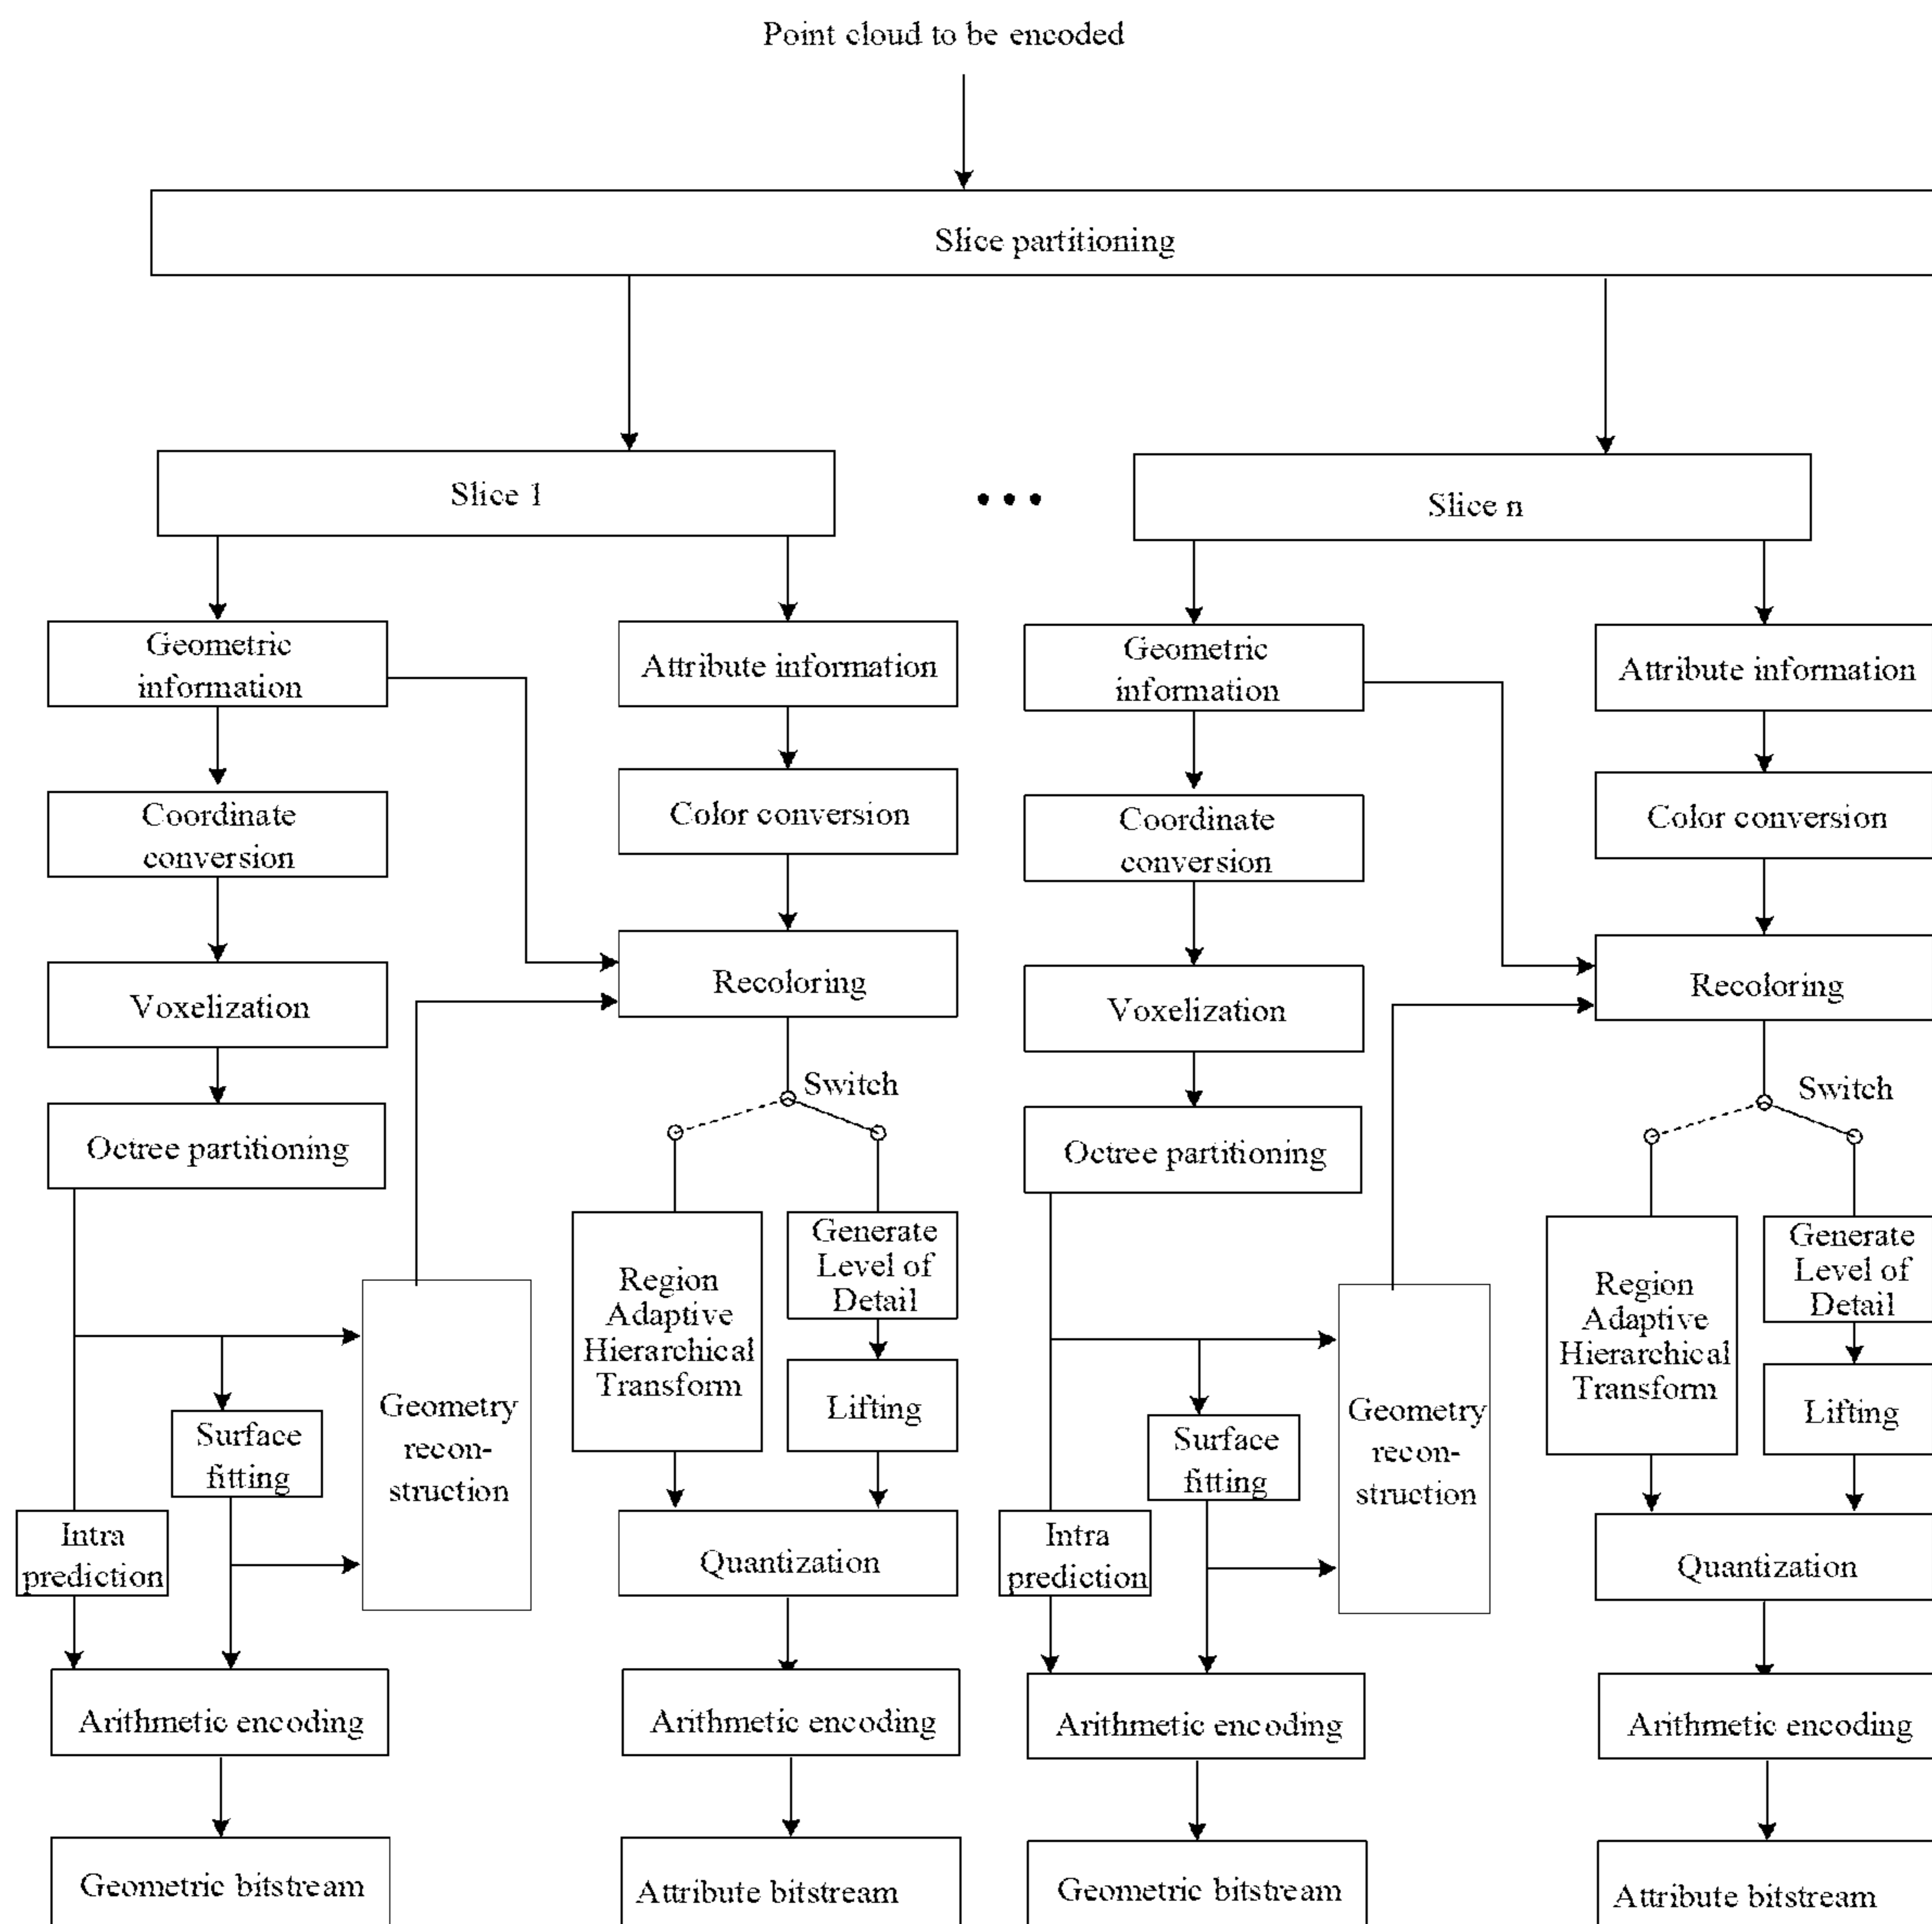 Point cloud to be encoded
Slice partitioning
Slice 1
Slice n
Geometric
information
Attribute information
Geometric
information
Attribute information
Coordinate
conversion
Color conversion
Coordinate
conversion
Color conversion
Voxelization
Recoloring
Voxelization
Recoloring
Switch
Switch
Octree partitioning
Octree partitioning
Region
Adaptive
Hierarchical
Transform
Generate
Level of
Detail
Region
Adaptive
Hierarchical
Transform
Generate
Level of
Detail
Lifting
Lifting
Surface
fitting
Geometry
recon-
struction
Surface
fitting
Geometry
recon-
struction
Intra
prediction
Quantization
Intra
prediction
Quantization
Arithmetic encoding
Arithmetic encoding
Arithmetic encoding
Arithmetic encoding
Geometric bitstream
Attribute bitstream
Geometric bitstream
Attribute bitstream